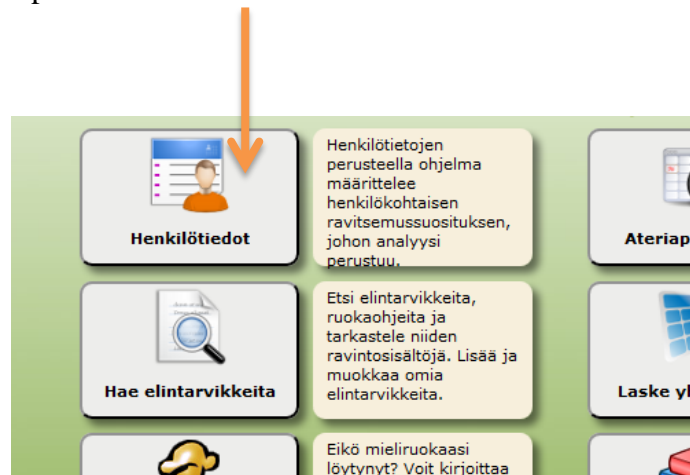 Henkilötiedot
Henkilötietojen
perusteella ohjelma
määrittelee
henkilökohtaisen
ravitsemussuosituksen,
johon analyysi
perustuu.
Hae elintarvikkeita
Etsi elintarvikkeita,
ruokaohjeita ja
tarkastele niiden
ravintosisältöjä. Lisää ja
muokkaa omia
elintarvikkeita.
Eikö mieliruokaasi
löytynyt? Voit kirjoittaa
Ateriap
Laske yl